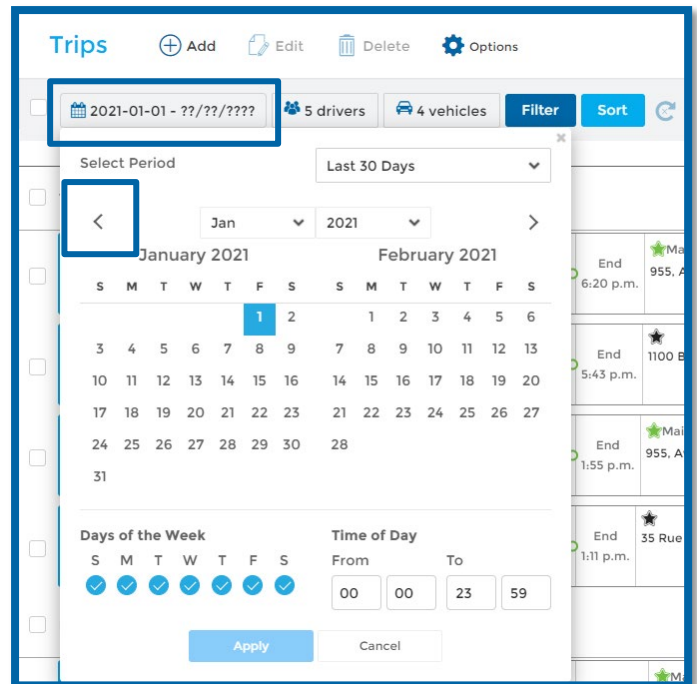 Trips Add Edit Delete Options
2021-01-01 - ??/??/???? 5 drivers 4 vehicles Filter Sort
Select Period Last 30 Days
Jan 2021
January 2021 February 2021
S M T W T F S S M T W T F S
1 2 1 2 3 4 5 6
3 4 5 6 7 8 9 7 8 9 10 11 12 13
10 11 12 13 14 15 16 14 15 16 17 18 19 20
17 18 19 20 21 22 23 21 22 23 24 25 26 27
24 25 26 27 28 29 30 28
31
Days of the Week Time of Day
S M T W T F S From To
00 00 23 59
Apply Cancel
End
6:20 p.m. 955,
End 1100
5:43 p.m.
End
1:55 p.m. 955,
End 35 Rue
1:11 p.m.